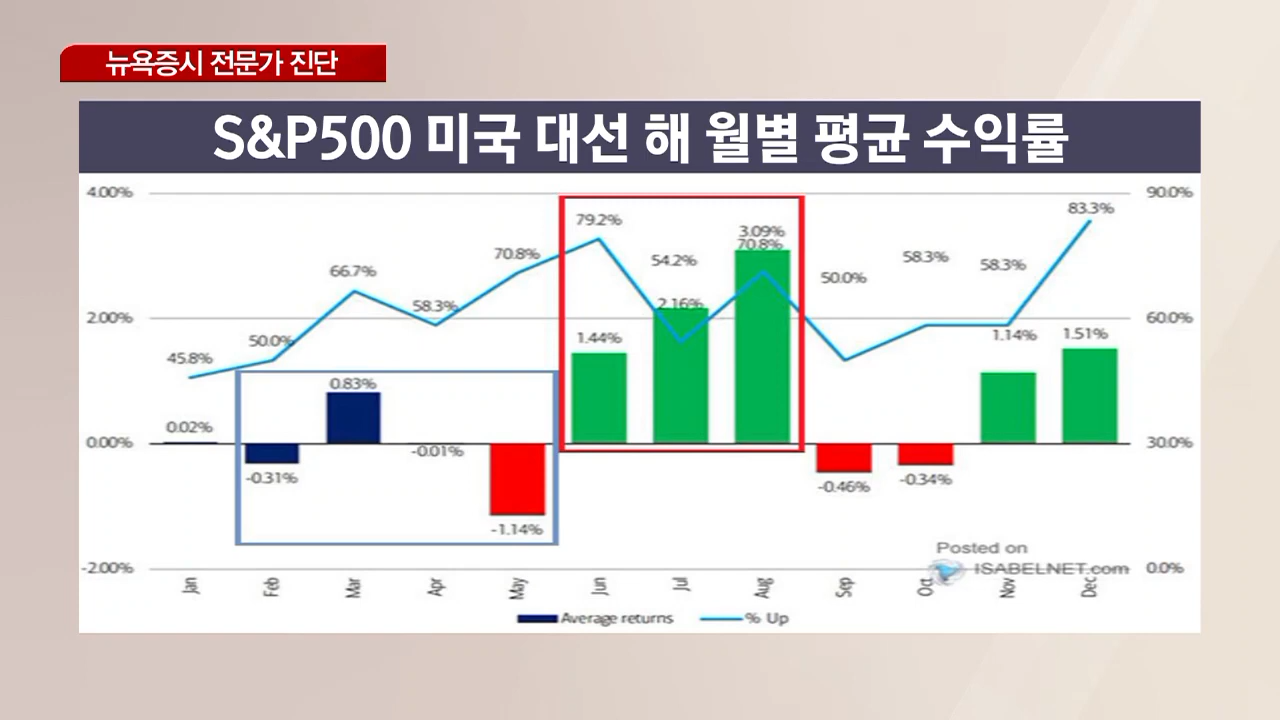 뉴욕증시 전문가 진단
S&P500 미국 대선 해 월별 평균 수익률
4.00%
2.00%
0.00%
-2.00%
90.0%
60.0%
30.0%
0.0%
45.8%
50.0%
66.7%
58.3%
70.8%
79.2%
54.2%
70.8%
50.0%
58.3%
58.3%
83.3%
0.02%
-0.31%
0.83%
-0.01%
-1.14%
1.44%
2.16%
3.09%
-0.46%
-0.34%
1.14%
1.51%
Posted on
ISABELNET.com
Jan
Feb
Mar
Apr
May
Jun
Jul
Aug
Sep
Oct
Nov
Dec
Average returns
% Up